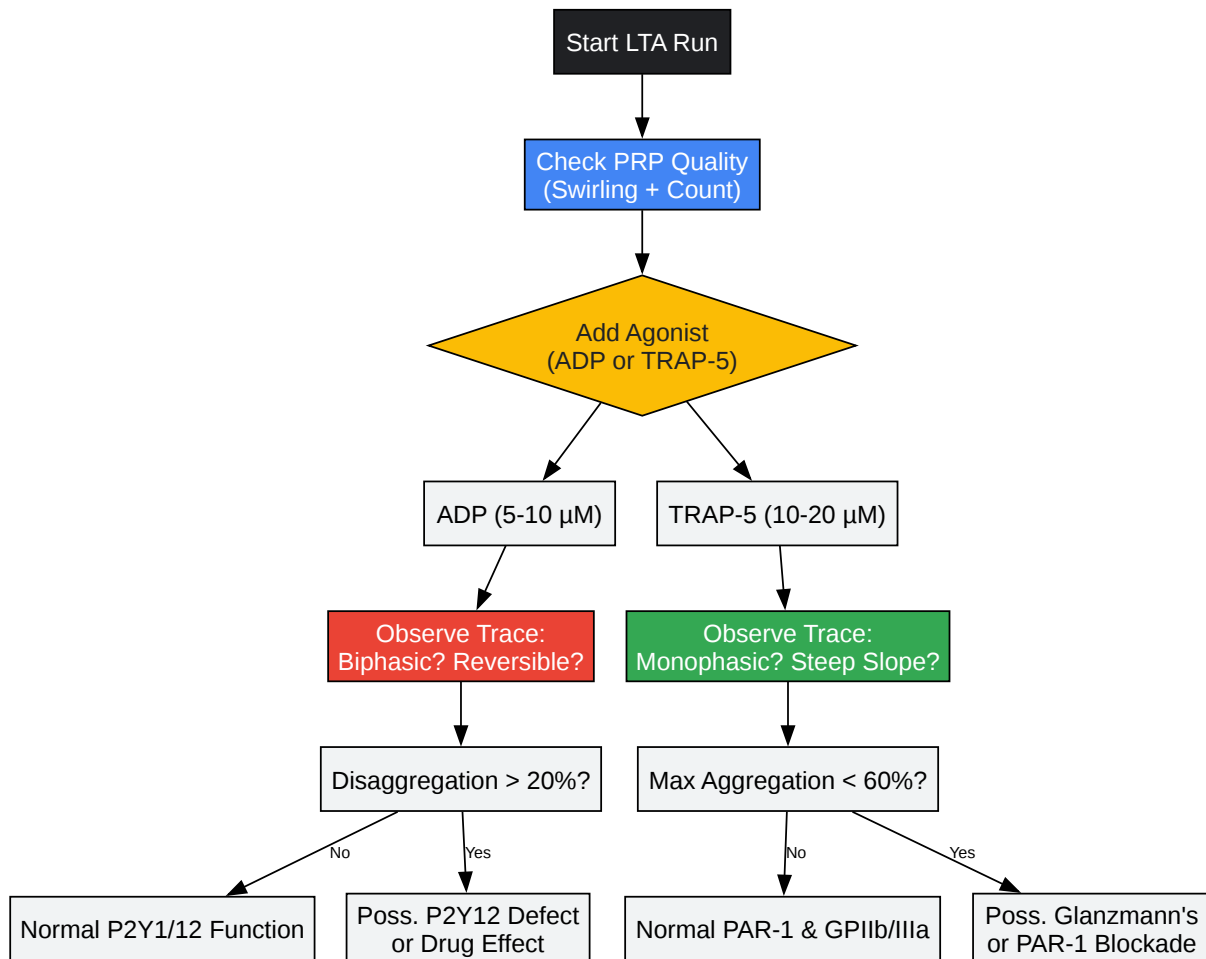 Start LTA Run
Check PRP Quality
(Swirling + Count)
Add Agonist
(ADP or TRAP-5)
ADP (5-10 µM)
TRAP-5 (10-20 µM)
Observe Trace:
Biphasic? Reversible?
Observe Trace:
Monophasic? Steep Slope?
Disaggregation > 20%?
Max Aggregation < 60%?
No
Yes
No
Yes
Normal P2Y1/12 Function
Poss. P2Y12 Defect
or Drug Effect
Normal PAR-1 & GPIIb/IIIa
Poss. Glanzmann's
or PAR-1 Blockade